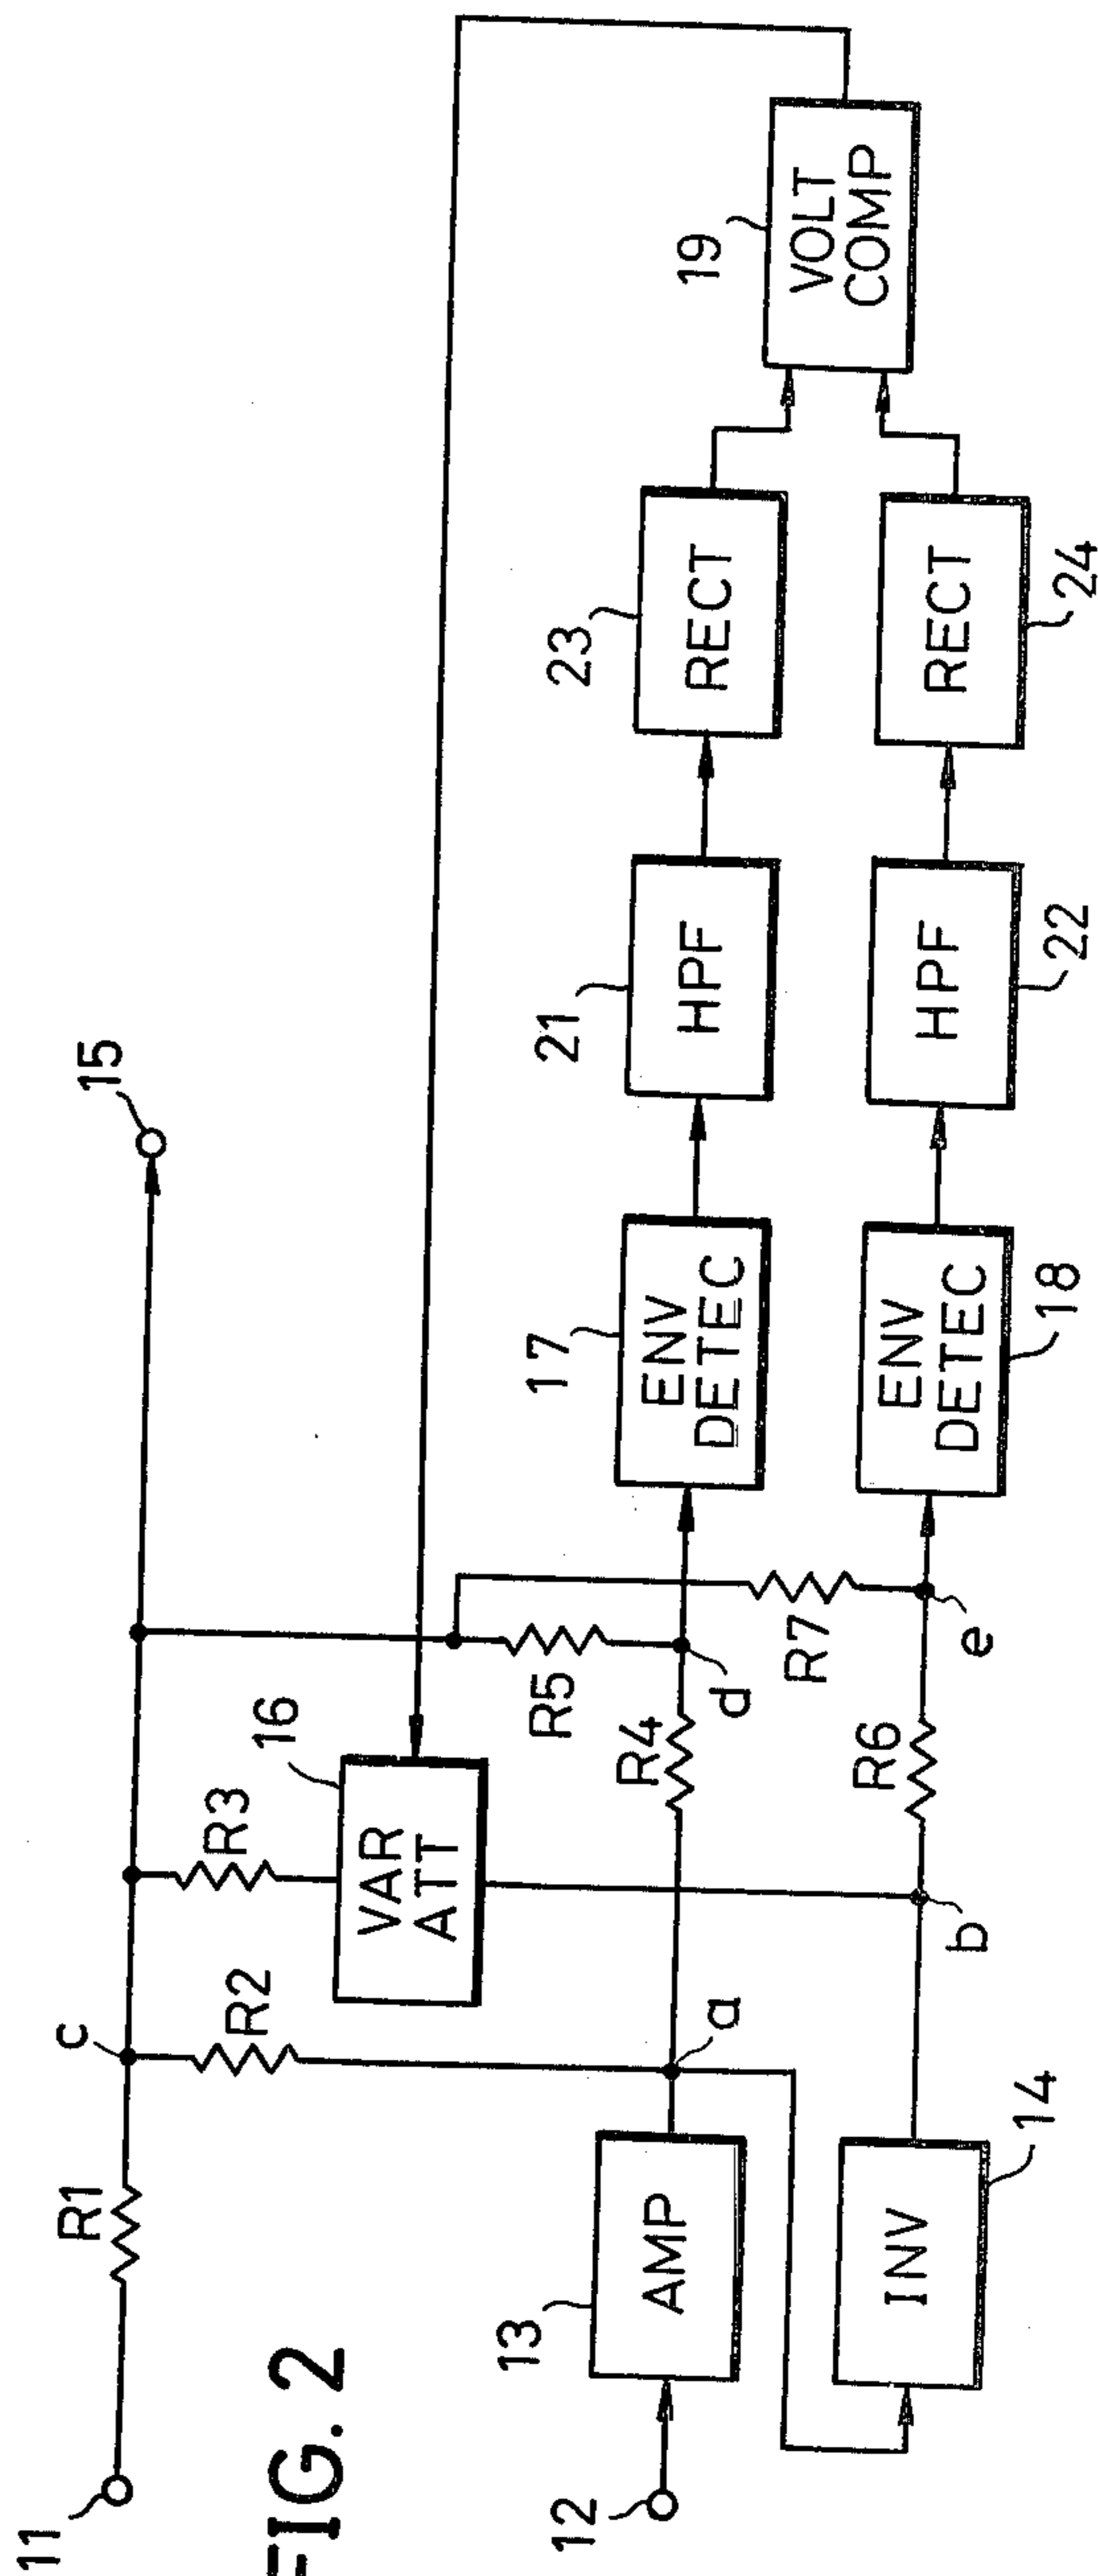 FIG. 2
11
R1
c
R2
R3
16
VAR
ATT
15
R5
R4
d
R7
e
R6
b
a
12
13
AMP
14
INV
17
ENV
DETEC
18
ENV
DETEC
21
HPF
22
HPF
23
RECT
24
RECT
19
VOLT
COMP